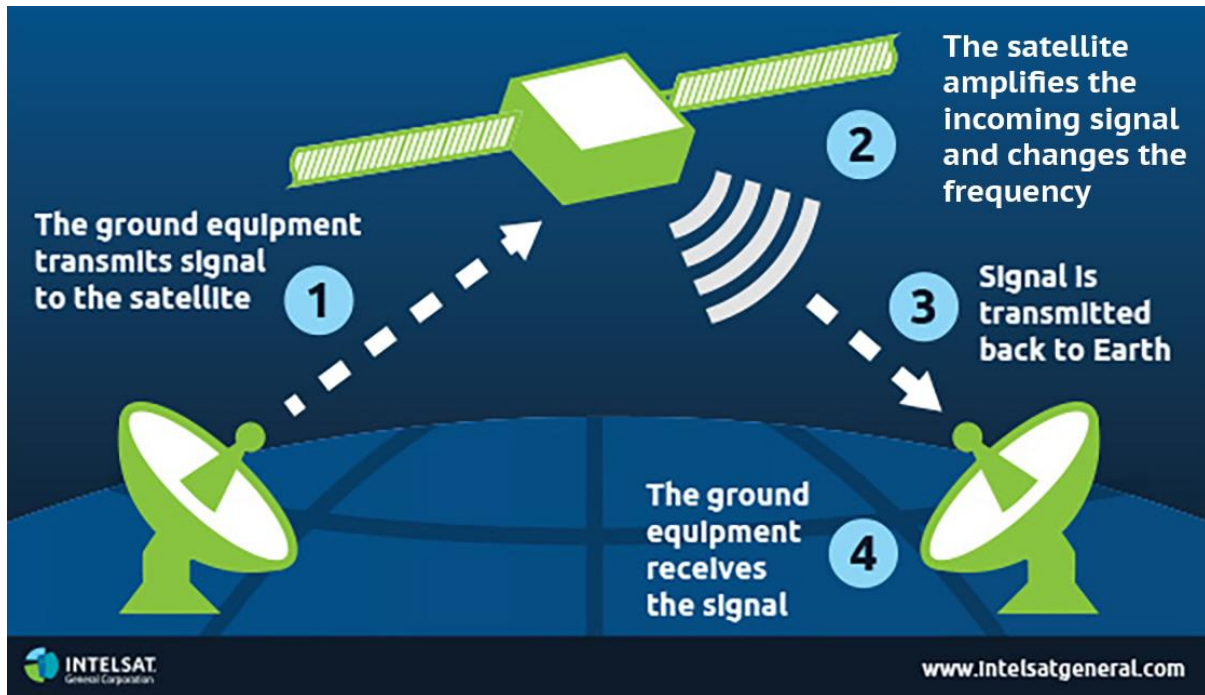 The ground equipment
transmits signal
to the satellite
1
2
The satellite
amplifies the
incoming signal
and changes the
frequency
3
Signal is
transmitted
back to Earth
The ground
equipment
receives
the signal
4
INTELSAT.
General Corporation
www.intelsatgeneral.com